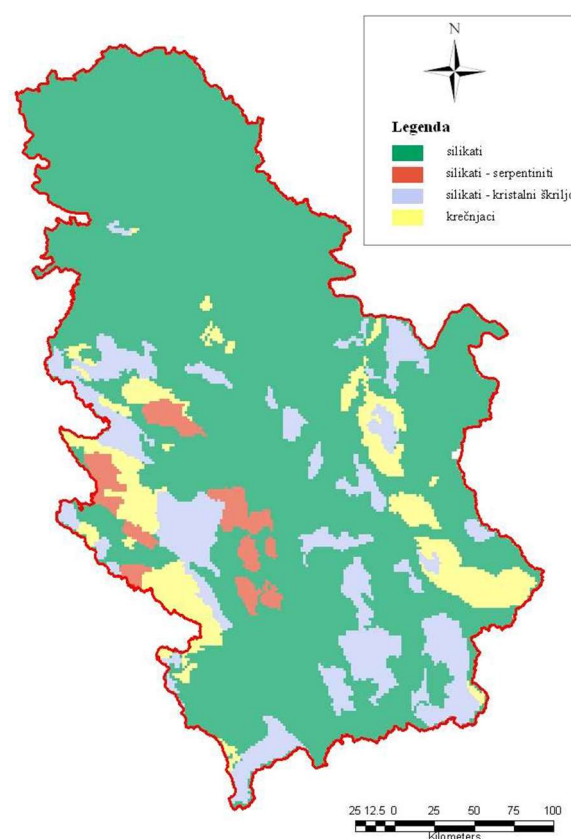 N
Legenda
silikati
silikati - serpentiniti
silikati - kristalni škriljc
krečnjaci
25 12.5 0 25 50 75 100
Kilometers